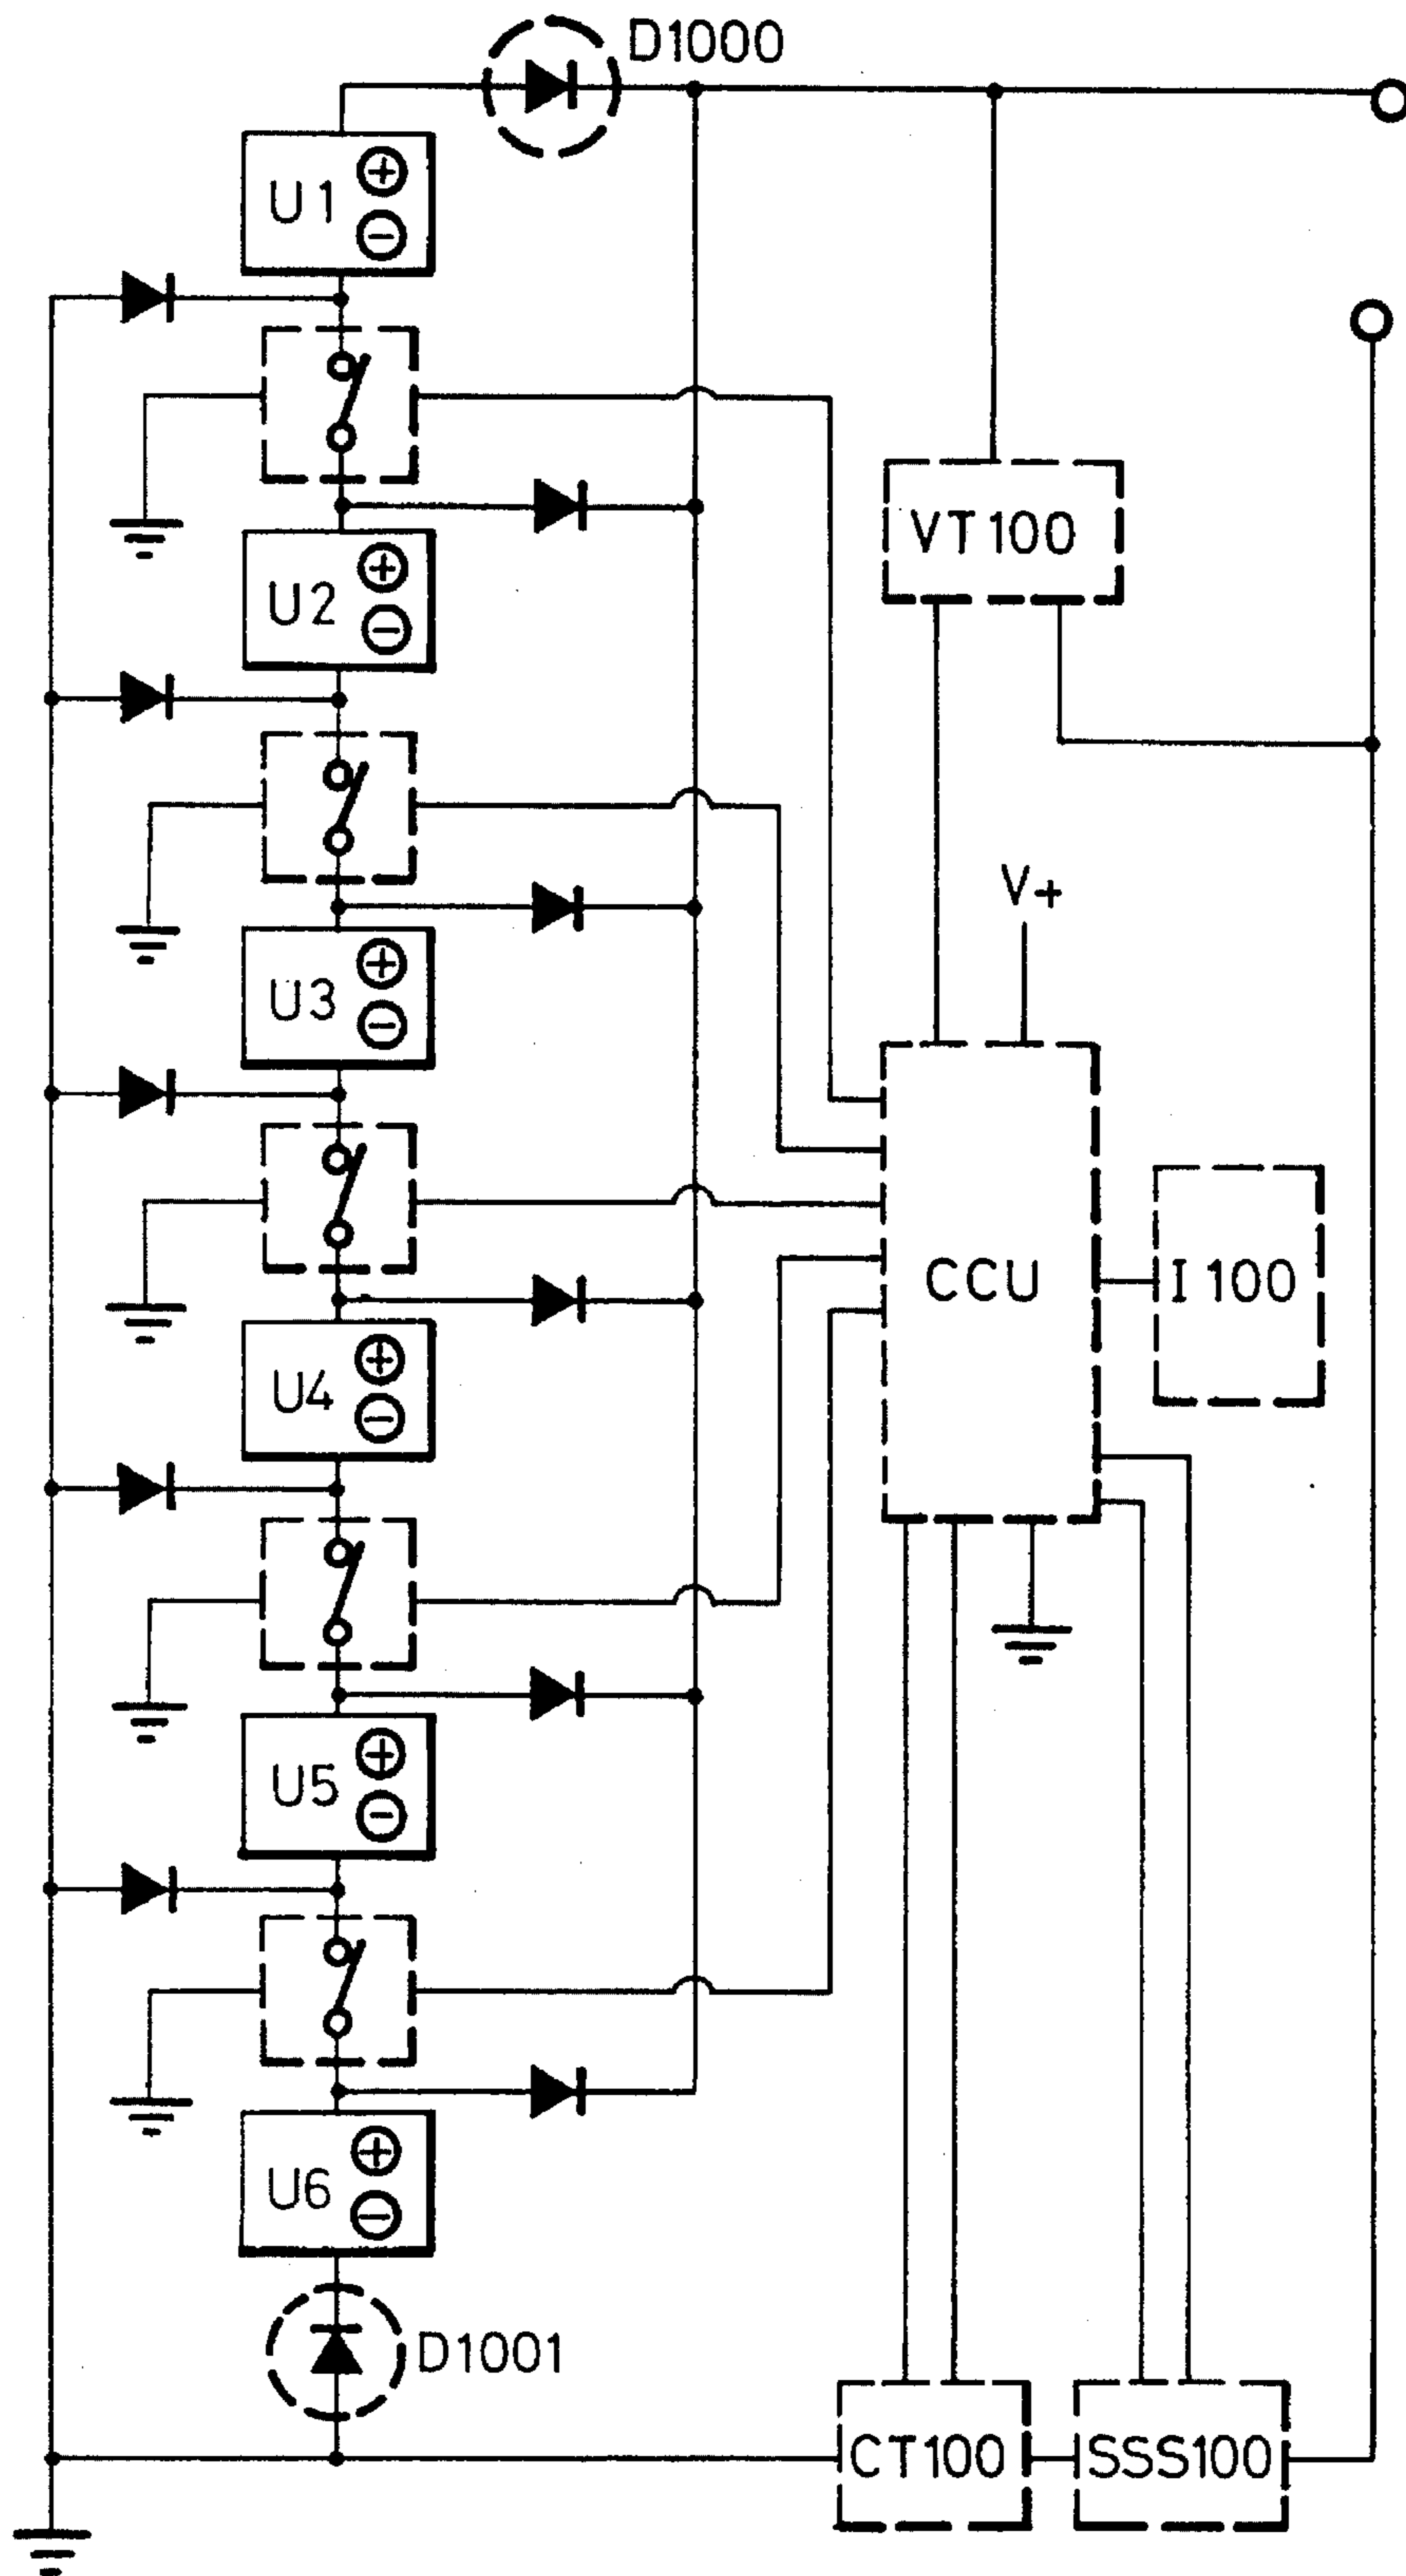 D1000
U1
+
−
U2
+
−
VT100
V+
U3
+
−
CCU
I100
U4
+
−
U5
+
−
U6
+
−
D1001
CT100
SSS100